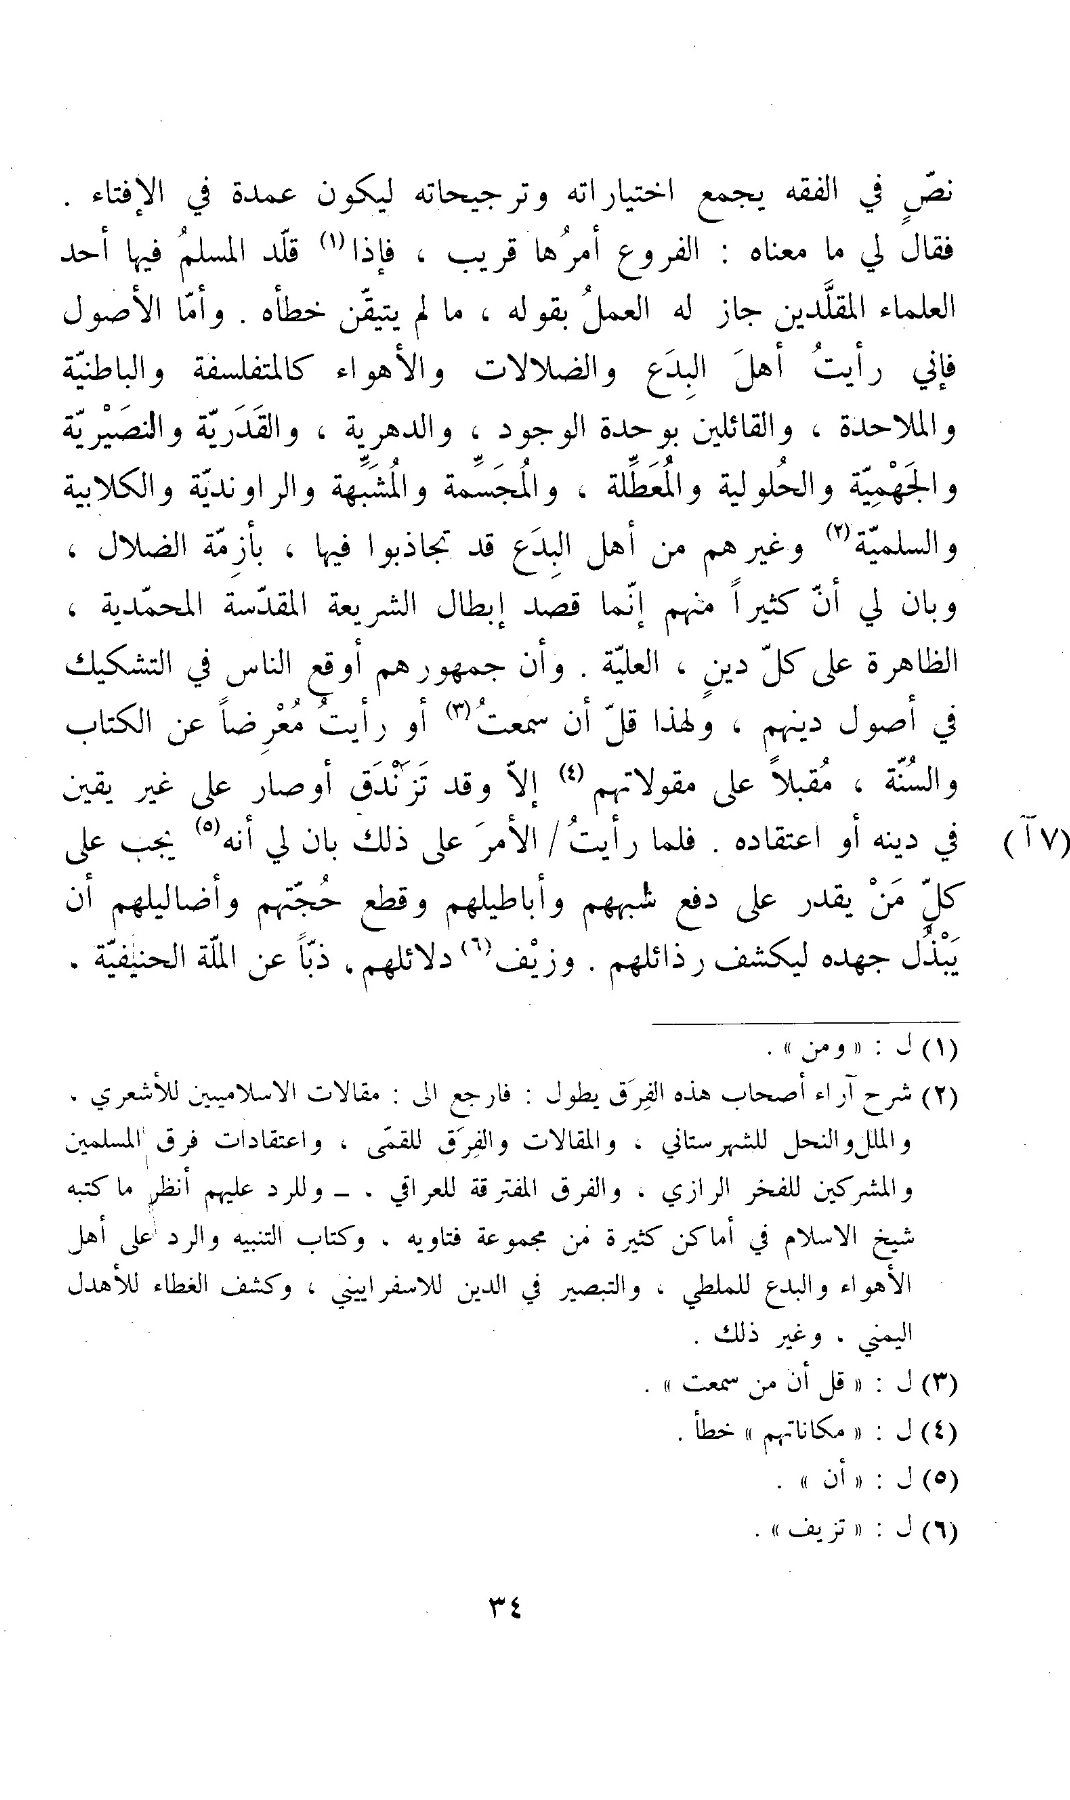 نصّ في الفقه يجمع اختياراته وترجيحاته ليكون عمدة في الإفتاء .
فقال لي ما معناه : الفروع أمرُها قريب ، فإذا(١) قلّد المسلمُ فيها أحد
العلماء المقلَّدين جاز له العملُ بقوله ، ما لم يتيقّن خطأه . وأمّا الأصول
فإني رأيتُ أهلَ البِدَع والضلالات والأهواء كالمتفلسفة والباطنيّة
والملاحدة ، والقائلين بوحدة الوجود ، والدهرية ، والقَدَريّة والنصَيْريّة
والجَهْمِيّة والحُلولية والمُعَطِّلة ، والمُجَسِّمة والمُشَبِّهة والراونديّة والكلابية
والسلميّة(٢) وغيرهم من أهل البِدَع قد تجاذبوا فيها ، بأزِمّة الضلال ،
وبان لي أنّ كثيراً منهم إنّما قصد إبطال الشريعة المقدّسة المحمّدية ،
الظاهرة على كلّ دينٍ ، العليّة . وأن جمهورهم أوقع الناس في التشكيك
في أصول دينهم ، ولهذا قلّ أن سمعتُ(٣) أو رأيتُ مُعْرِضاً عن الكتاب
والسُنّة ، مُقبلاً على مقولاتهم(٤) إلاّ وقد تَزَنْدَق أوصار على غير يقين
في دينه أو اعتقاده . فلما رأيتُ / الأمرَ على ذلك بان لي أنه(٥) يجب على (٧آ)
كلّ مَنْ يقدر على دفع شبههم وأباطيلهم وقطع حُجّتهم وأضاليلهم أن
يَبْذُل جهده ليكشف رذائلهم . وزيْف(٦) دلائلهم ، ذبّاً عن الملّة الحنيفيّة .
(١) ل : « ومن » .
(٢) شرح آراء أصحاب هذه الفِرَق يطول : فارجع الى : مقالات الاسلاميين للأشعري .
والملل والنحل للشهرستاني ، والمقالات والفِرَق للقمّى ، واعتقادات فرق المسلمين
والمشركين للفخر الرازي ، والفرق المفترقة للعراقي . – وللرد عليهم أنظر ما كتبه
شيخ الاسلام في أماكن كثيرة من مجموعة فتاويه . وكتاب التنبيه والرد على أهل
الأهواء والبدع للملطي ، والتبصير في الدين للاسفراييني ، وكشف الغطاء للأهدل
اليمني ، وغير ذلك .
(٣) ل : « قل أن من سمعت » .
(٤) ل : « مكاناتهم » خطأ .
(٥) ل : « أن » .
(٦) ل : « تزيف » .
٣٤